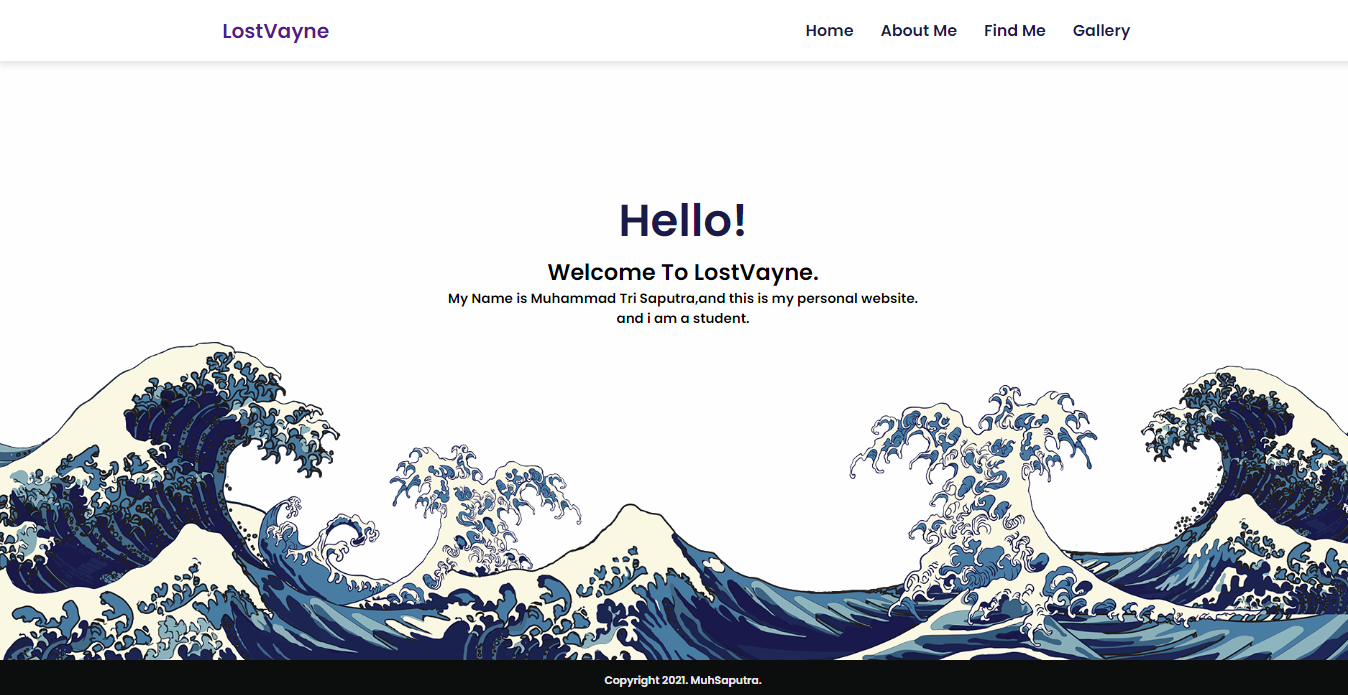 LostVayne
Home About Me Find Me Gallery
Hello!
Welcome To LostVayne.
My Name is Muhammad Tri Saputra,and this is my personal website.
and i am a student.
Copyright 2021. MuhSaputra.